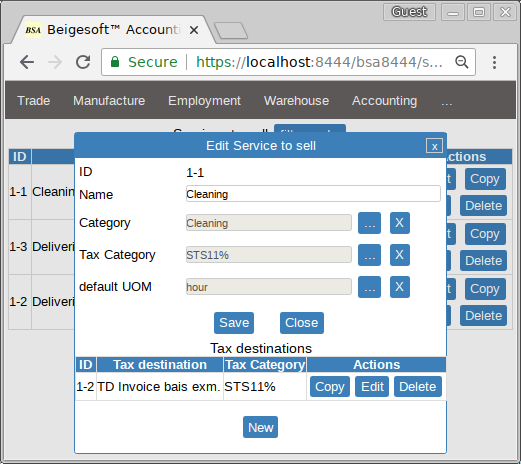 Guest
BSA Beigesoft™ Accounti
Secure https://localhost:8444/bsa8444/s...
Trade Manufacture Employment Warehouse Accounting ...
Edit Service to sell x
ID ctions
ID 1-1
Copy
1-1 Cleanin
Name Cleaning
Delete
Category Cleaning ... X
Copy
1-3 Deliveri
Tax Category STS11% ... X
Delete
default UOM hour ... X
Copy
1-2 Deliveri
Delete
Save Close
Tax destinations
ID Tax destination Tax Category Actions
1-2 TD Invoice bais exm. STS11% Copy Edit Delete
New